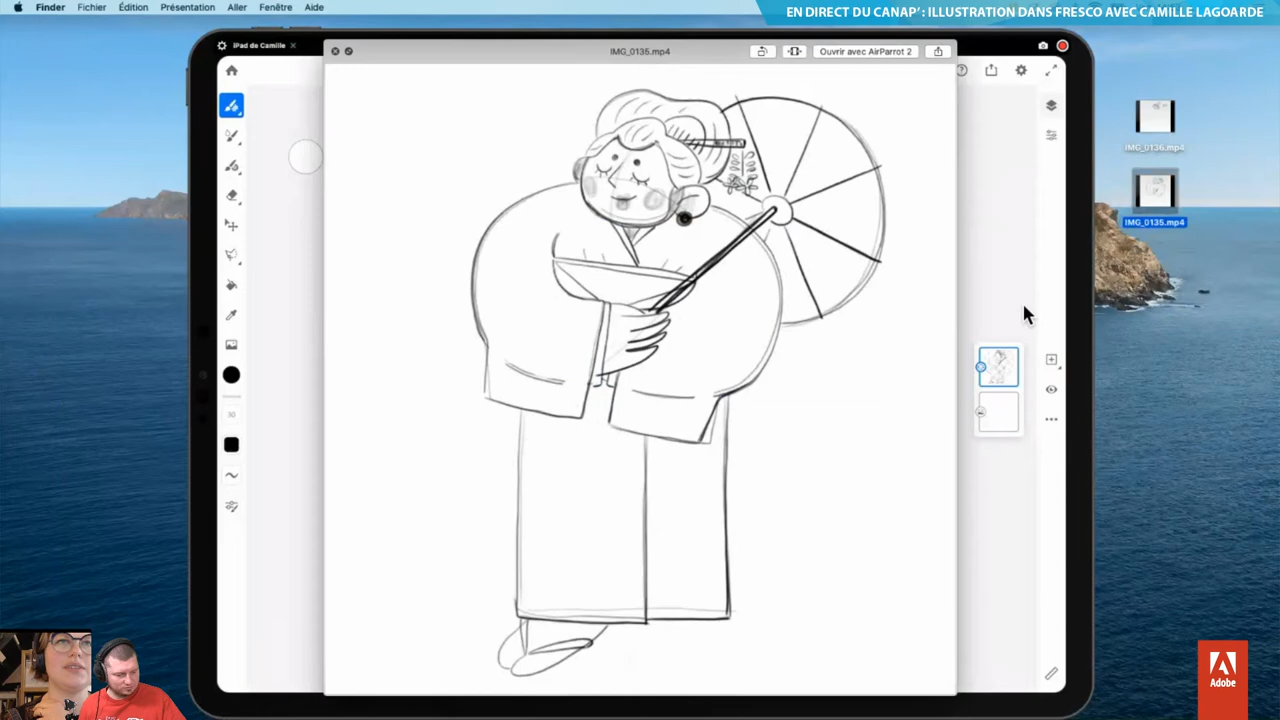 Finder Fichier Édition Présentation Aller Fenêtre Aide
EN DIRECT DU CANAP' : ILLUSTRATION DANS FRESCO AVEC CAMILLE LAGOARDE
iPad de Camille
IMG_0135.mp4
Ouvrir avec AirParrot 2
30
IMG_0136.mp4
IMG_0135.mp4
Adobe